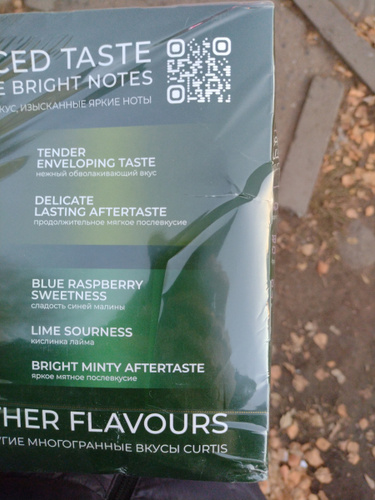 CED TASTE
E BRIGHT NOTES
КУС, ИЗЫСКАННЫЕ ЯРКИЕ НОТЫ
TENDER
ENVELOPING TASTE
нежный обволакивающий вкус
DELICATE
LASTING AFTERTASTE
продолжительное мягкое послевкусие
BLUE RASPBERRY
SWEETNESS
сладость синей малины
LIME SOURNESS
кислинка лайма
BRIGHT MINTY AFTERTASTE
яркое мятное послевкусие
THER FLAVOURS
УГИЕ МНОГОГРАННЫЕ ВКУСЫ CURTIS